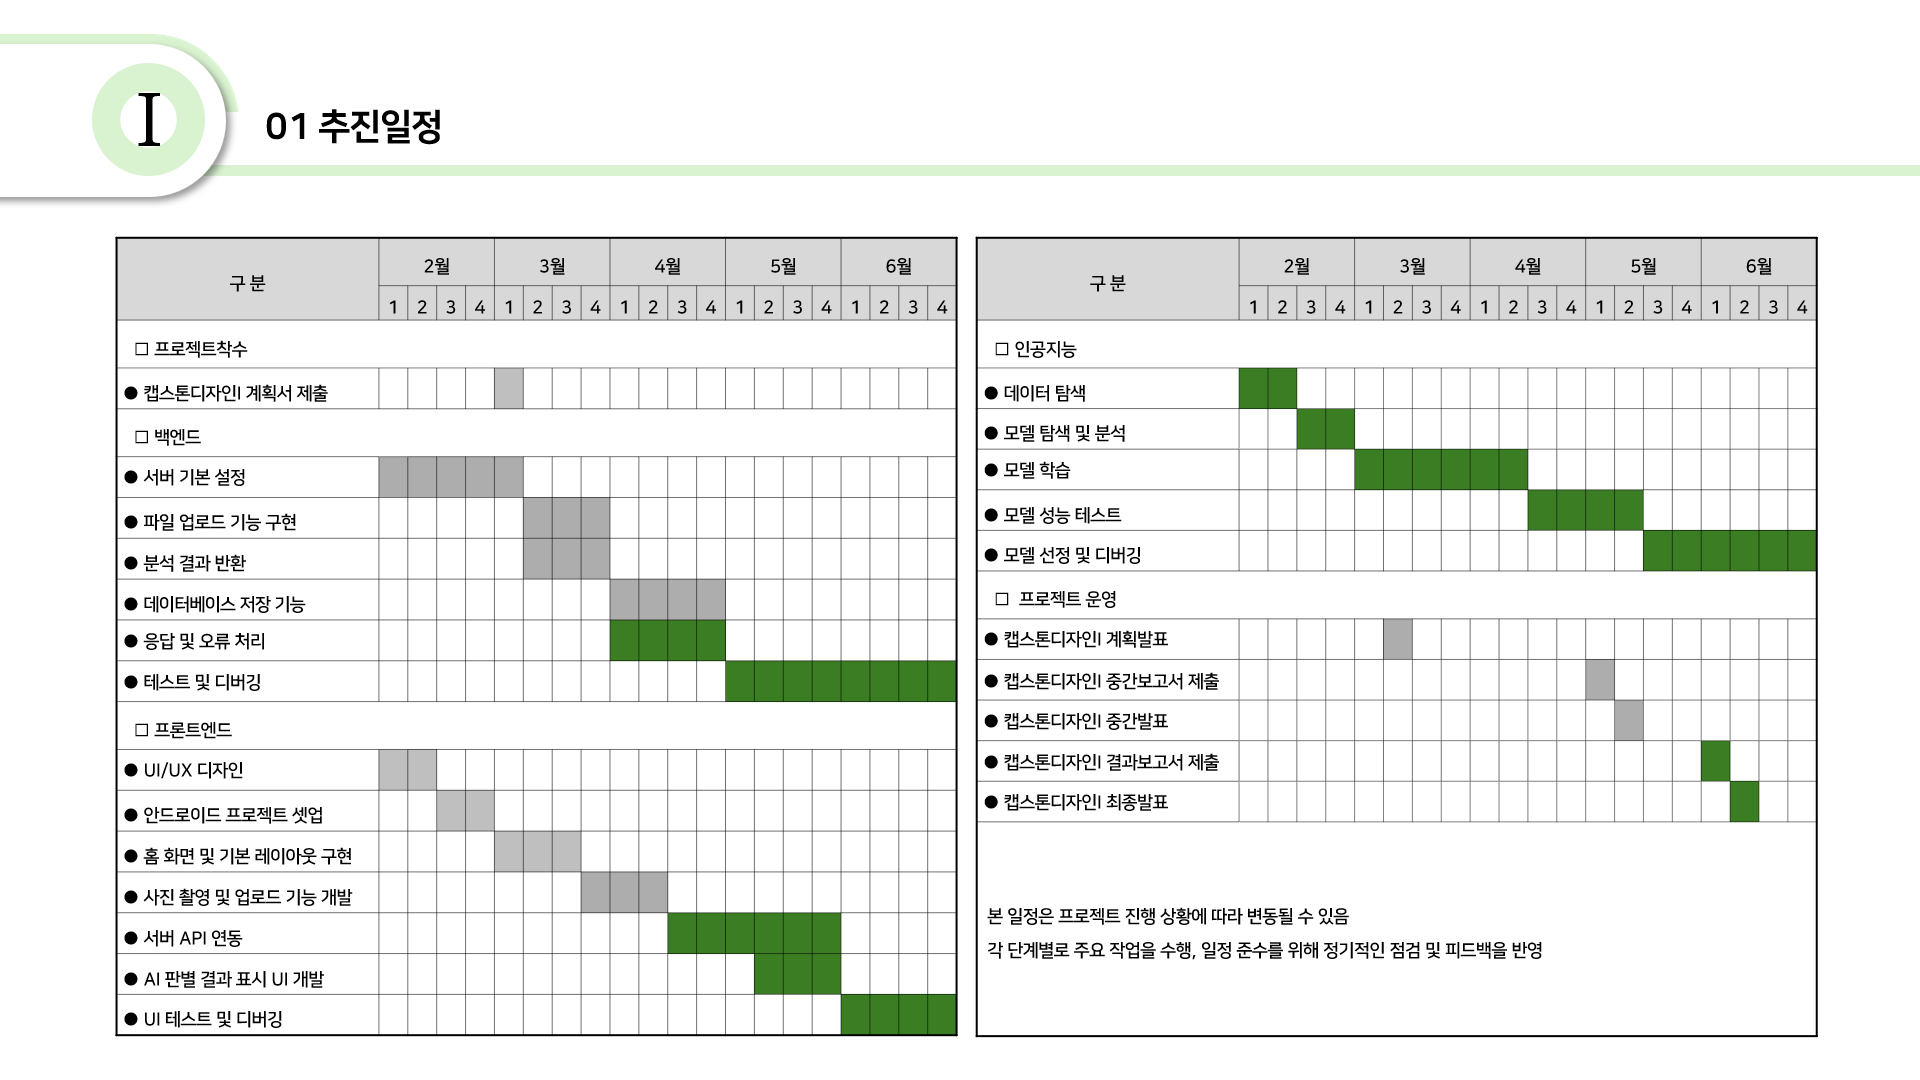 I
01 추진일정
구 분 2월 3월 4월 5월 6월
1 2 3 4 1 2 3 4 1 2 3 4 1 2 3 4 1 2 3 4
□ 프로젝트착수
● 캡스톤디자인I 계획서 제출
□ 백엔드
● 서버 기본 설정
● 파일 업로드 기능 구현
● 분석 결과 반환
● 데이터베이스 저장 기능
● 응답 및 오류 처리
● 테스트 및 디버깅
□ 프론트엔드
● UI/UX 디자인
● 안드로이드 프로젝트 셋업
● 홈 화면 및 기본 레이아웃 구현
● 사진 촬영 및 업로드 기능 개발
● 서버 API 연동
● AI 판별 결과 표시 UI 개발
● UI 테스트 및 디버깅
구 분 2월 3월 4월 5월 6월
1 2 3 4 1 2 3 4 1 2 3 4 1 2 3 4 1 2 3 4
□ 인공지능
● 데이터 탐색
● 모델 탐색 및 분석
● 모델 학습
● 모델 성능 테스트
● 모델 선정 및 디버깅
□ 프로젝트 운영
● 캡스톤디자인I 계획발표
● 캡스톤디자인I 중간보고서 제출
● 캡스톤디자인I 중간발표
● 캡스톤디자인I 결과보고서 제출
● 캡스톤디자인I 최종발표
본 일정은 프로젝트 진행 상황에 따라 변동될 수 있음
각 단계별로 주요 작업을 수행, 일정 준수를 위해 정기적인 점검 및 피드백을 반영